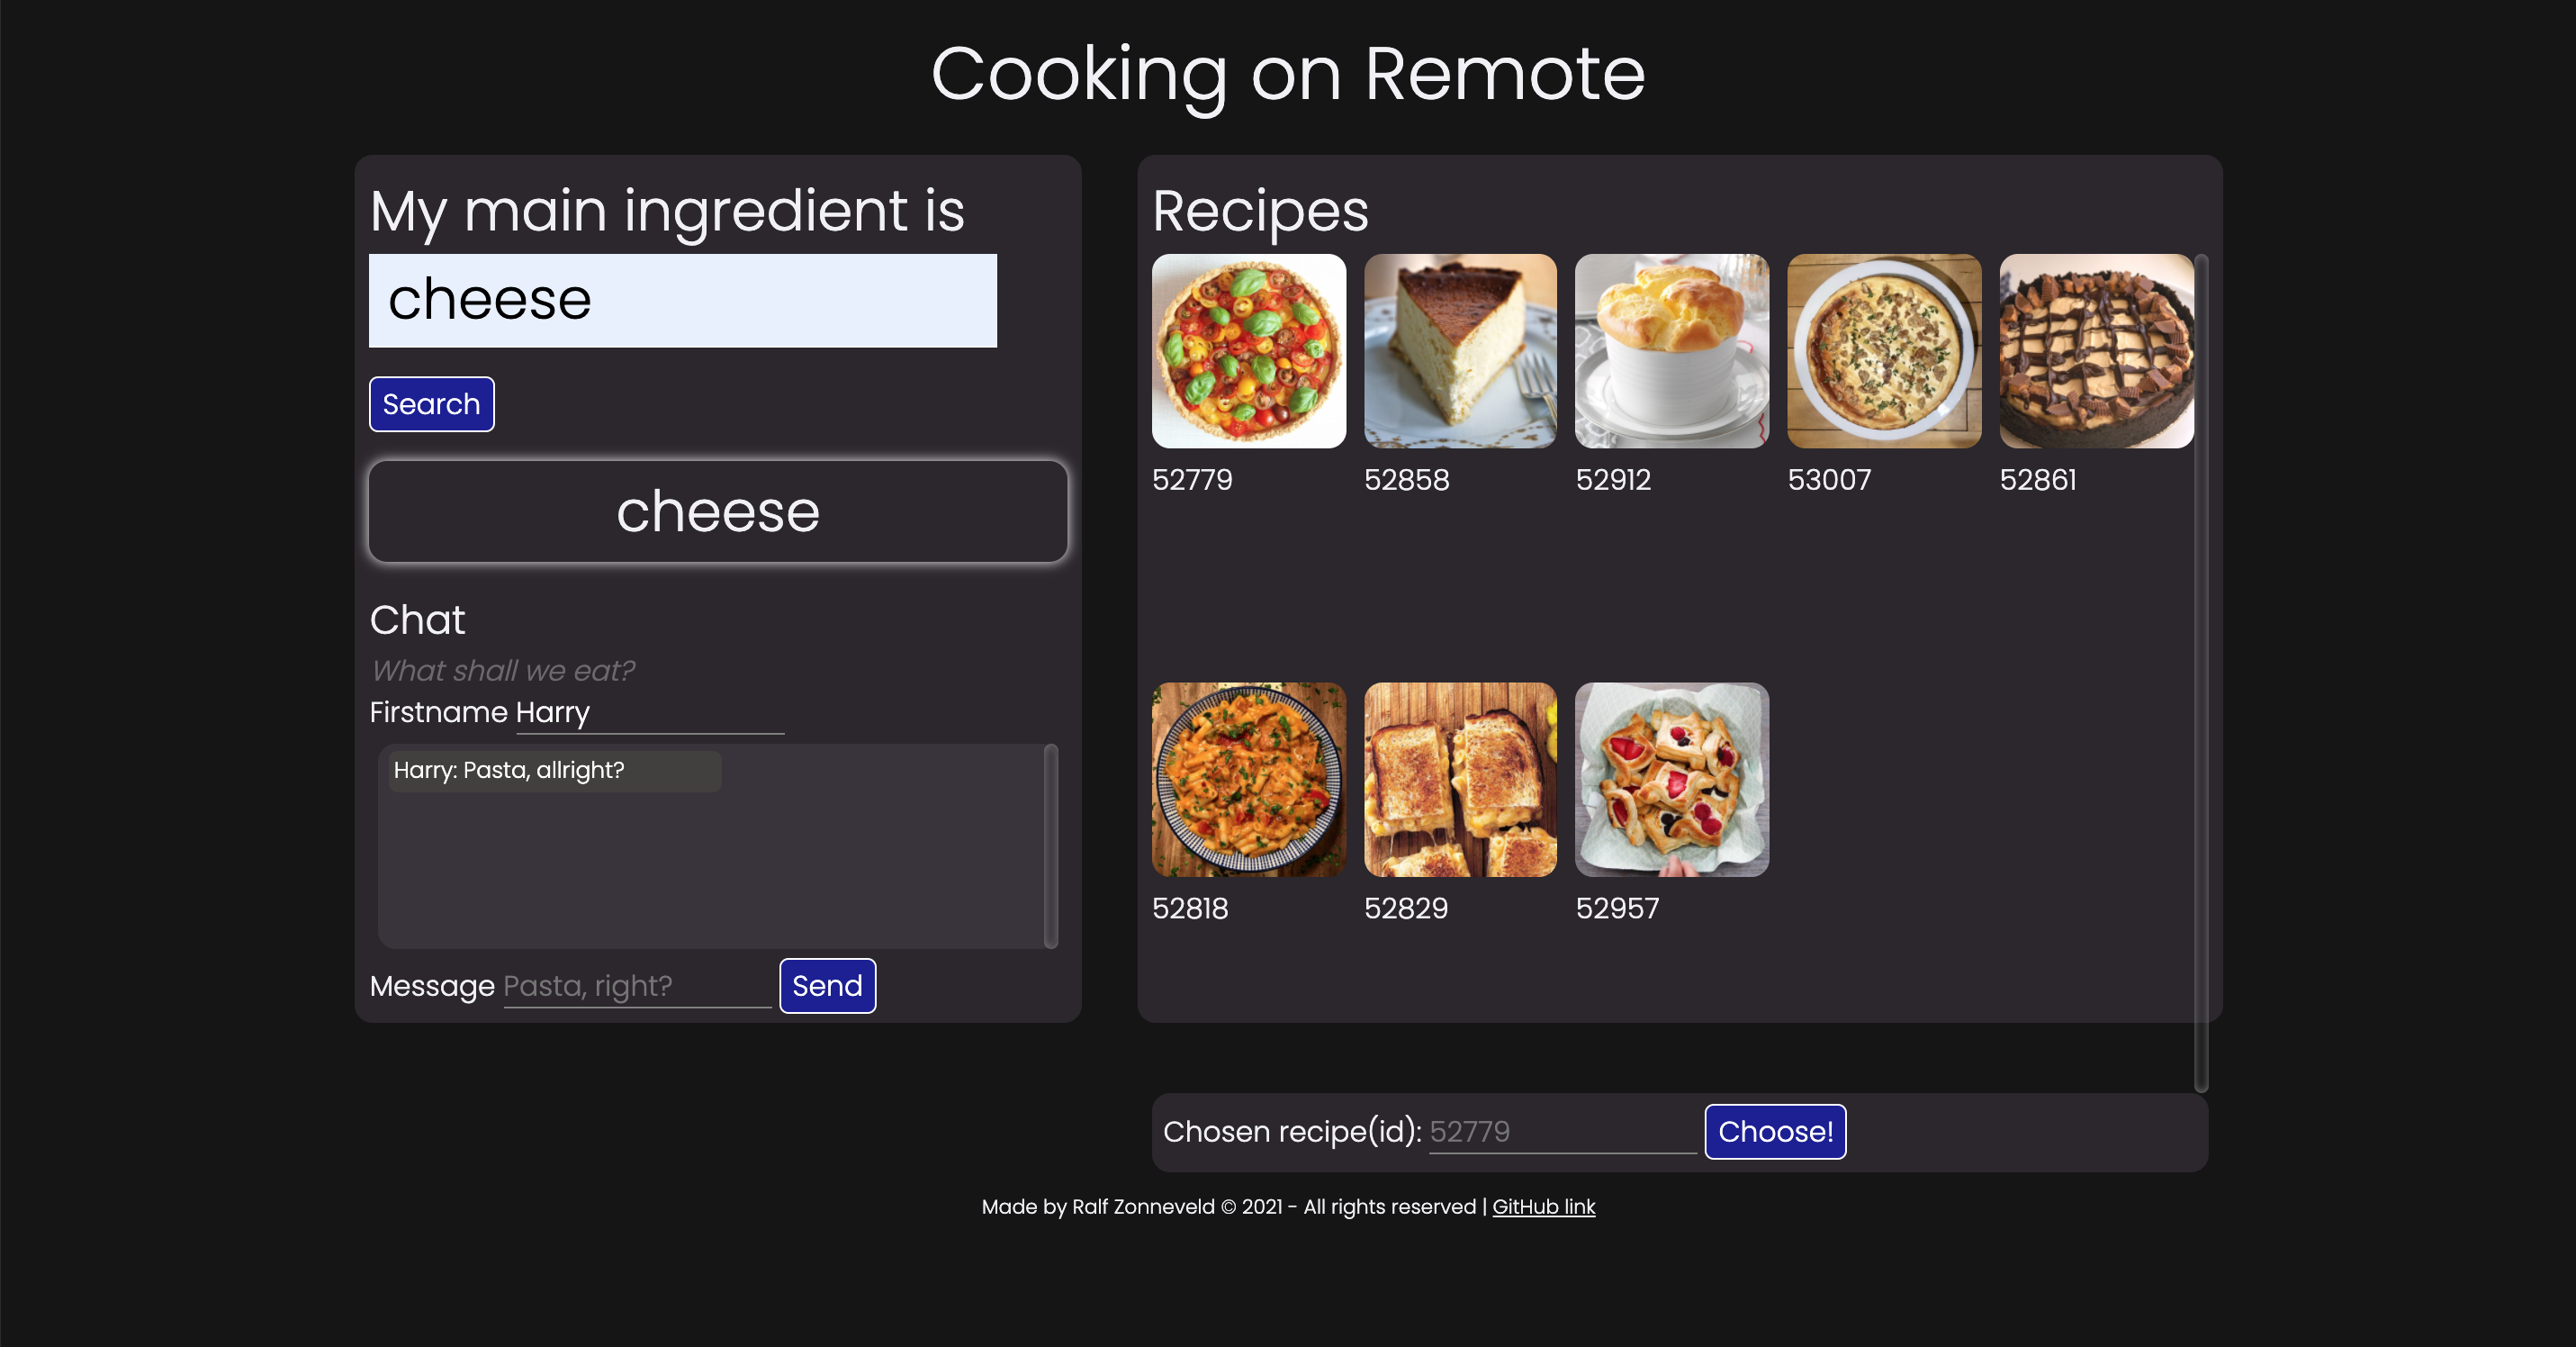 Cooking on Remote
My main ingredient is
cheese
Search
cheese
Chat
What shall we eat?
Firstname Harry
Harry: Pasta, allright?
Message Pasta, right? Send
Recipes
52779 52858 52912 53007 52861
52818 52829 52957
Chosen recipe(id): 52779 Choose!
Made by Ralf Zonneveld © 2021 - All rights reserved | GitHub link